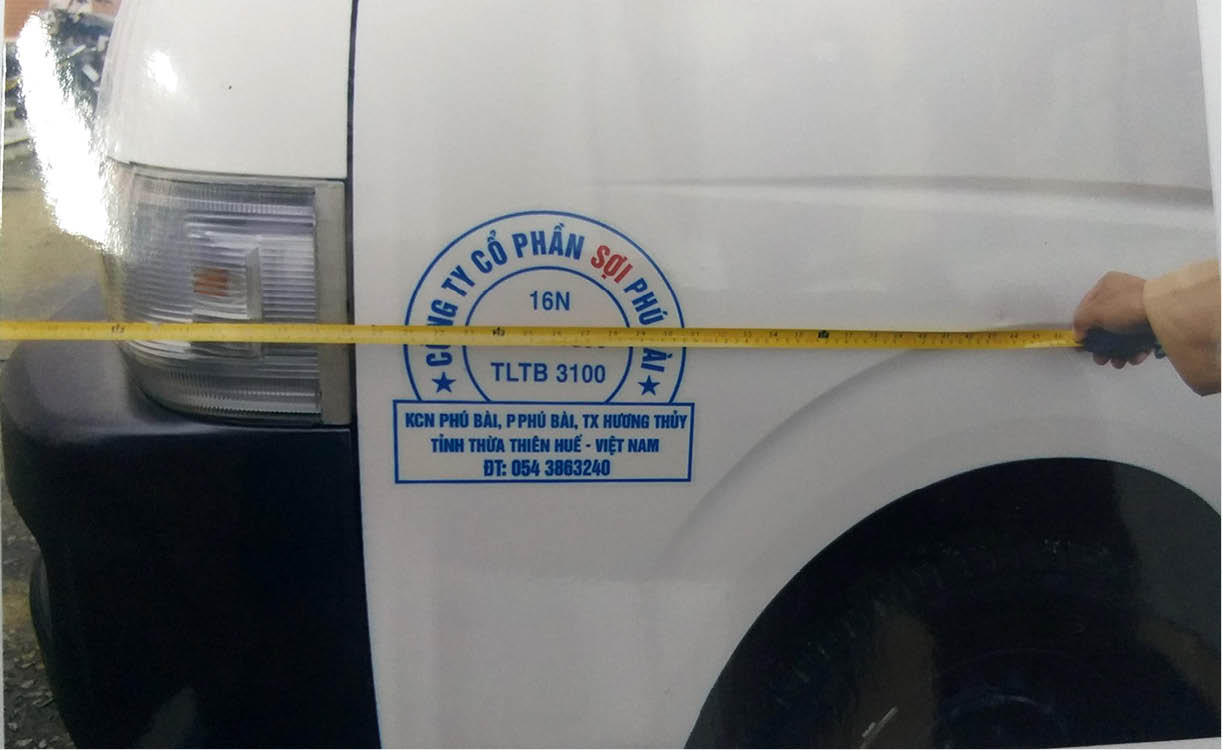 CÔNG TY CỔ PHẦN SỢI PHÚ BÀI
16N
TLTB 3100
KCN PHÚ BÀI, P PHÚ BÀI, TX HƯƠNG THỦY
TỈNH THỪA THIÊN HUẾ - VIỆT NAM
ĐT: 054 3863240